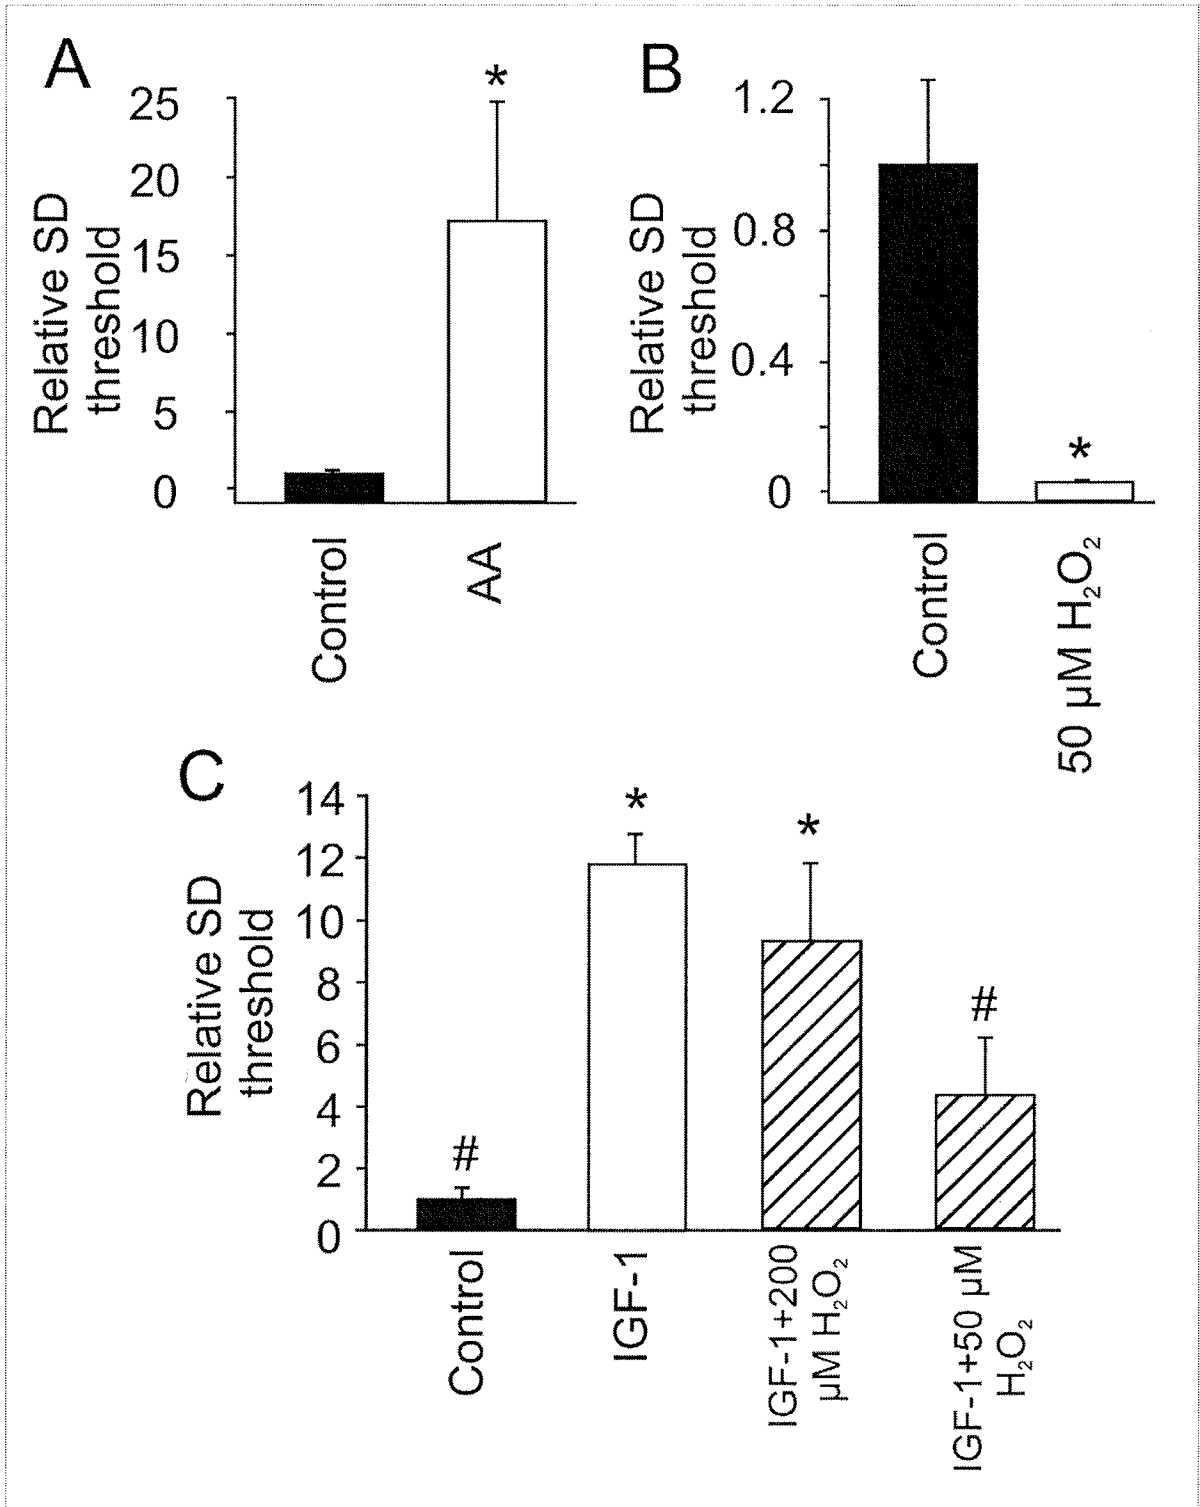 A
*
25
20
15
10
5
0
Relative SD
threshold
Control
AA
B
1.2
0.8
0.4
0
Relative SD
threshold
*
Control
50 µM H₂O₂
C
14
12
10
8
6
4
2
0
Relative SD
threshold
#
*
*
#
Control
IGF-1
IGF-1+200
µM H₂O₂
IGF-1+50 µM
H₂O₂